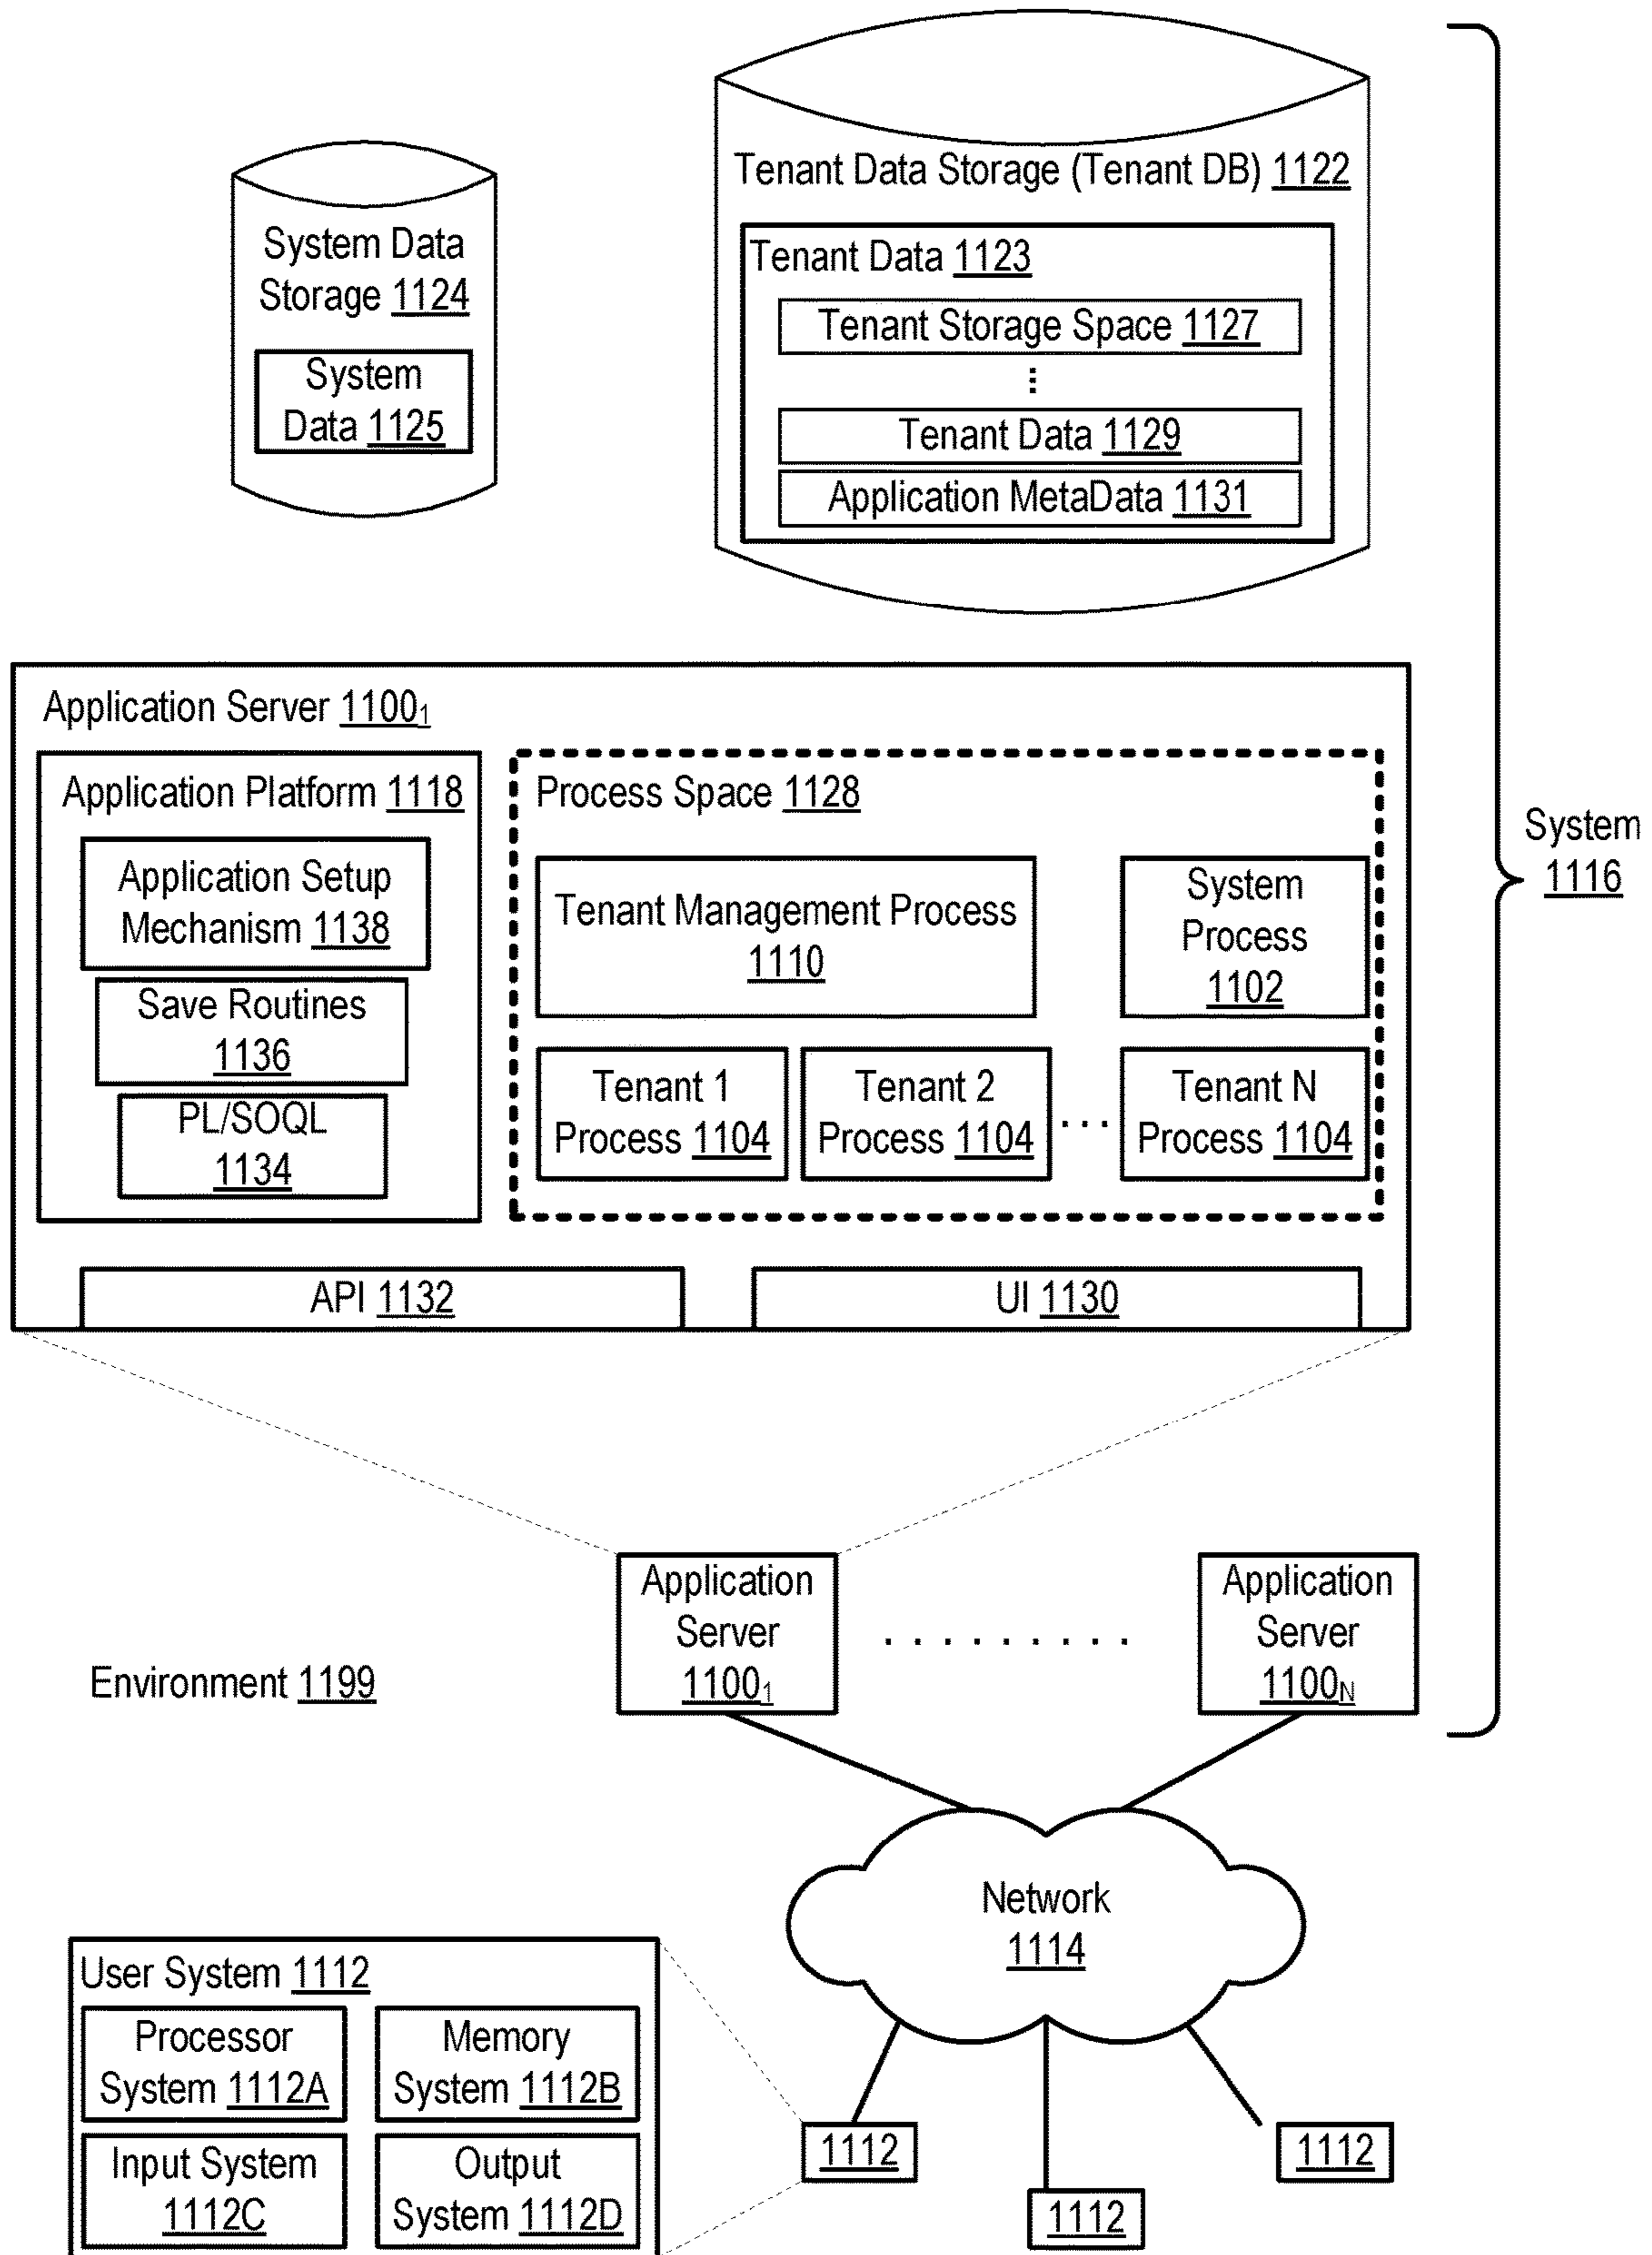 Tenant Data Storage (Tenant DB) 1122
System Data
Storage 1124
System
Data 1125
Tenant Data 1123
Tenant Storage Space 1127
⋮
Tenant Data 1129
Application MetaData 1131
System
1116
Application Server 1100₁
Application Platform 1118
Application Setup
Mechanism 1138
Save Routines
1136
PL/SOQL
1134
Process Space 1128
Tenant Management Process
1110
System
Process
1102
Tenant 1
Process 1104
Tenant 2
Process 1104
...
Tenant N
Process 1104
API 1132
UI 1130
Application
Server
1100₁
. . . . . . . . .
Application
Server
1100N
Environment 1199
Network
1114
User System 1112
Processor
System 1112A
Memory
System 1112B
Input System
1112C
Output
System 1112D
1112
1112
1112